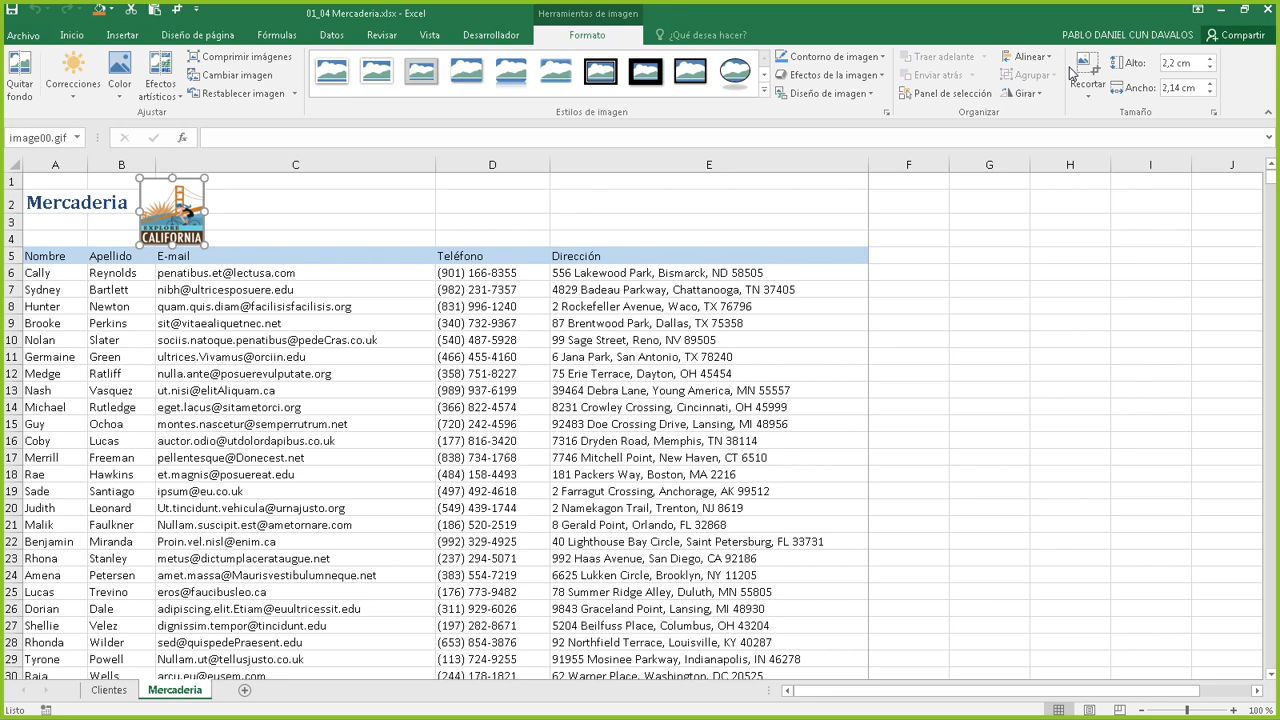 01_04 Mercaderia.xlsx - Excel
Herramientas de imagen
Archivo Inicio Insertar Diseño de página Fórmulas Datos Revisar Vista Desarrollador Formato ¿Qué desea hacer? PABLO DANIEL CUN DAVALOS Compartir
Quitar fondo
Correcciones
Color
Efectos artísticos
Comprimir imágenes
Cambiar imagen
Restablecer imagen
Ajustar
Estilos de imagen
Contorno de imagen
Efectos de la imagen
Diseño de imagen
Traer adelante
Enviar atrás
Panel de selección
Alinear
Agrupar
Girar
Organizar
Recortar
Alto: 2,2 cm
Ancho: 2,14 cm
Tamaño
image00.gif
fx
A B C D E F G H I J
1
2 Mercaderia
3
4
EXPLORE
CALIFORNIA
5 Nombre Apellido E-mail Teléfono Dirección
6 Cally Reynolds penatibus.et@lectusa.com (901) 166-8355 556 Lakewood Park, Bismarck, ND 58505
7 Sydney Bartlett nibh@ultricesposuere.edu (982) 231-7357 4829 Badeau Parkway, Chattanooga, TN 37405
8 Hunter Newton quam.quis.diam@facilisisfacilisis.org (831) 996-1240 2 Rockefeller Avenue, Waco, TX 76796
9 Brooke Perkins sit@vitaealiquetnec.net (340) 732-9367 87 Brentwood Park, Dallas, TX 75358
10 Nolan Slater sociis.natoque.penatibus@pedeCras.co.uk (540) 487-5928 99 Sage Street, Reno, NV 89505
11 Germaine Green ultrices.Vivamus@orciin.edu (466) 455-4160 6 Jana Park, San Antonio, TX 78240
12 Medge Ratliff nulla.ante@posuerevulputate.org (358) 751-8227 75 Erie Terrace, Dayton, OH 45454
13 Nash Vasquez ut.nisi@elitAliquam.ca (989) 937-6199 39464 Debra Lane, Young America, MN 55557
14 Michael Rutledge eget.lacus@sitametorci.org (366) 822-4574 8231 Crowley Crossing, Cincinnati, OH 45999
15 Guy Ochoa montes.nascetur@semperrutrum.net (720) 242-4596 92483 Doe Crossing Drive, Lansing, MI 48956
16 Coby Lucas auctor.odio@utdolordapibus.co.uk (177) 816-3420 7316 Dryden Road, Memphis, TN 38114
17 Merrill Freeman pellentesque@Donecest.net (838) 734-1768 7746 Mitchell Point, New Haven, CT 6510
18 Rae Hawkins et.magnis@posuereat.edu (484) 158-4493 181 Packers Way, Boston, MA 2216
19 Sade Santiago ipsum@eu.co.uk (497) 492-4618 2 Farragut Crossing, Anchorage, AK 99512
20 Judith Leonard Ut.tincidunt.vehicula@urnajusto.org (549) 439-1744 2 Namekagon Trail, Trenton, NJ 8619
21 Malik Faulkner Nullam.suscipit.est@ametornare.com (186) 520-2519 8 Gerald Point, Orlando, FL 32868
22 Benjamin Miranda Proin.vel.nisl@enim.ca (992) 329-4925 40 Lighthouse Bay Circle, Saint Petersburg, FL 33731
23 Rhona Stanley metus@dictumplacerataugue.net (237) 294-5071 992 Haas Avenue, San Diego, CA 92186
24 Amena Petersen amet.massa@Maurisvestibulumneque.net (383) 554-7219 6625 Lukken Circle, Brooklyn, NY 11205
25 Lucas Trevino eros@faucibusleo.ca (176) 773-9482 78 Summer Ridge Alley, Duluth, MN 55805
26 Dorian Dale adipiscing.elit.Etiam@euultricessit.edu (311) 929-6026 9843 Graceland Point, Lansing, MI 48930
27 Shellie Velez dignissim.tempor@tincidunt.edu (197) 282-8671 5204 Beilfuss Place, Columbus, OH 43204
28 Rhonda Wilder sed@quispedePraesent.edu (653) 854-3876 92 Northfield Terrace, Louisville, KY 40287
29 Tyrone Powell Nullam.ut@tellusjusto.co.uk (113) 724-9255 91955 Mosinee Parkway, Indianapolis, IN 46278
30 Raja Wells arcu.eu@eusem.com (244) 178-1821 62 Warner Place, Washington, DC 20525
Clientes Mercaderia
Listo 100 %